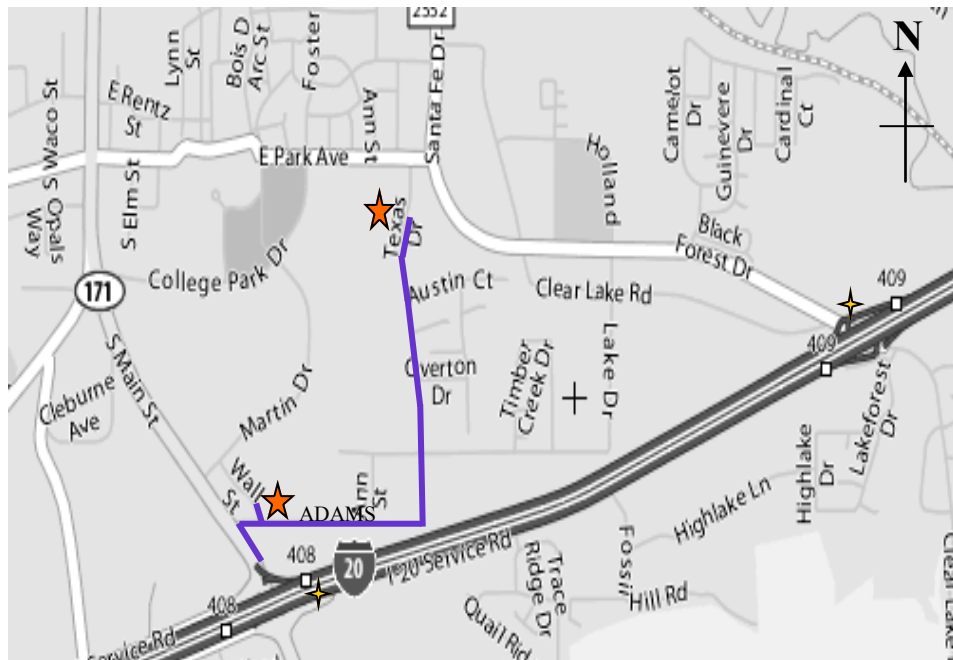 2552
N
S Waco St
Lynn
St
Bois D
Arc St
Foster
E Rentz
St
Ann St
Santa Fe Dr
Camelot
Dr
Guinevere
Dr
Cardinal
Ct
E Park Ave
S Elm St
Opals
Way
Holland
Lake Dr
Texas
Dr
Black
Forest Dr
College Park Dr
171
Austin Ct
Clear Lake Rd
409
409
S Main St
Overton
Dr
Timber
Creek Dr
Cleburne
Ave
Martin Dr
Lakeforest
Dr
Highlake
Dr
Wall
St
Ann
St
ADAMS
Highlake Ln
408
20
I-20 Service Rd
Trace
Ridge Dr
Fossil
Hill Rd
408
Quail Rid
Service Rd
Clear Lake